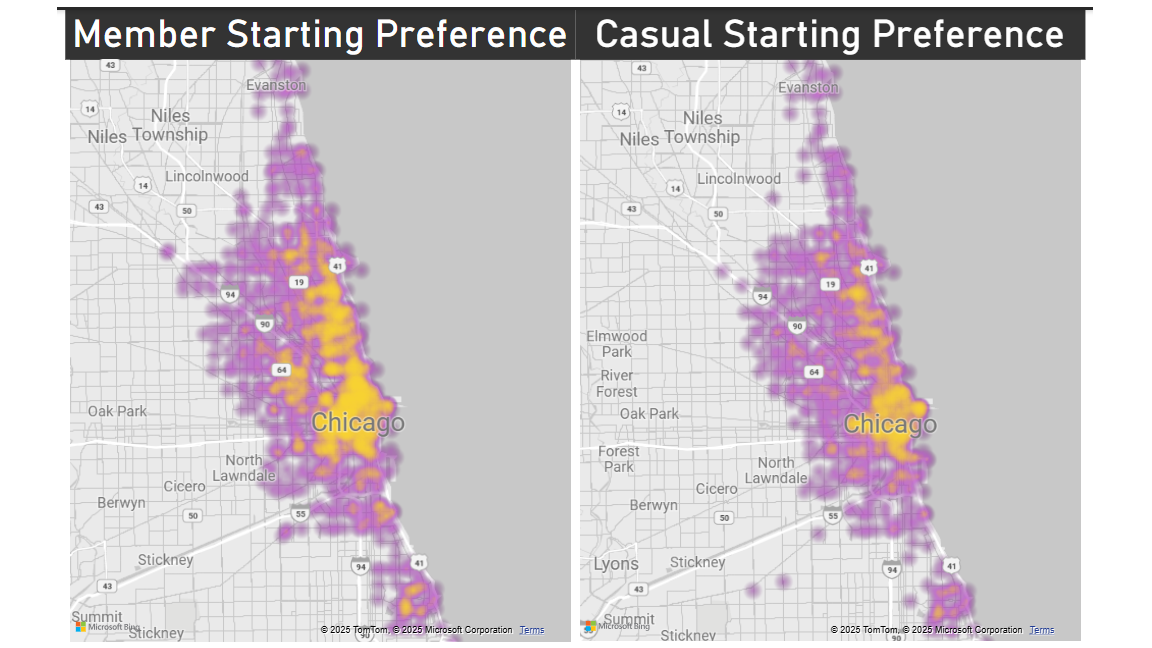 Member Starting Preference
Casual Starting Preference
43
Evanston
14
Niles
Niles Township
Lincolnwood
14
43
50
41
19
94
90
64
Oak Park
Chicago
North
Lawndale
Cicero
Berwyn
50
55
Stickney
94
41
43
Summit
Microsoft Bing
Stickney
90
© 2025 TomTom, © 2025 Microsoft Corporation Terms
43
Evanston
14
Niles
Niles Township
Lincolnwood
14
43
50
41
19
94
90
Elmwood
Park
64
River
Forest
Oak Park
Chicago
Forest
Park
North
Lawndale
Cicero
Berwyn
50
55
Lyons
Stickney
94
41
43
Summit
Microsoft Bing
Stickney
90
© 2025 TomTom, © 2025 Microsoft Corporation Terms